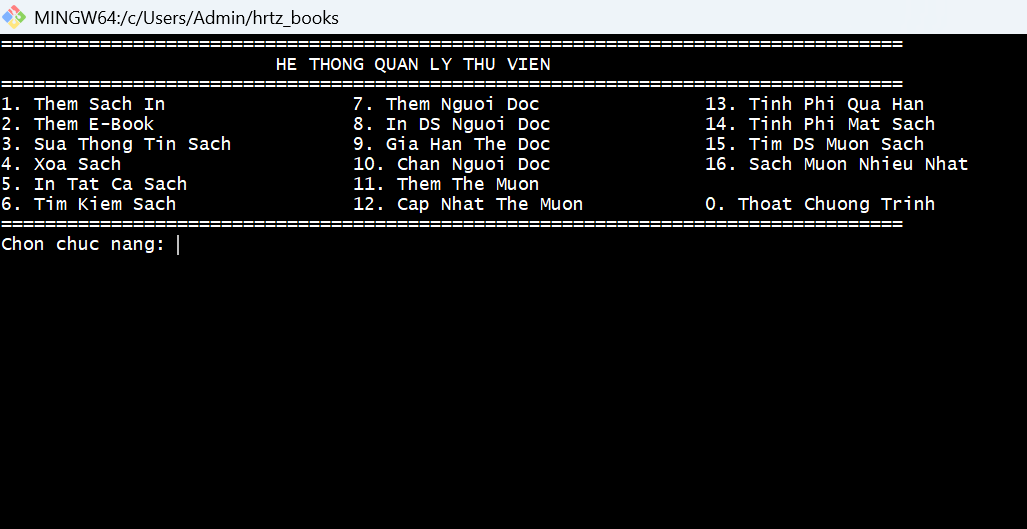 MINGW64:/c/Users/Admin/hrtz_books
==================================================================================
HE THONG QUAN LY THU VIEN
==================================================================================
1. Them Sach In 7. Them Nguoi Doc 13. Tinh Phi Qua Han
2. Them E-Book 8. In DS Nguoi Doc 14. Tinh Phi Mat Sach
3. Sua Thong Tin Sach 9. Gia Han The Doc 15. Tim DS Muon Sach
4. Xoa Sach 10. Chan Nguoi Doc 16. Sach Muon Nhieu Nhat
5. In Tat Ca Sach 11. Them The Muon
6. Tim Kiem Sach 12. Cap Nhat The Muon 0. Thoat Chuong Trinh
==================================================================================
Chon chuc nang: